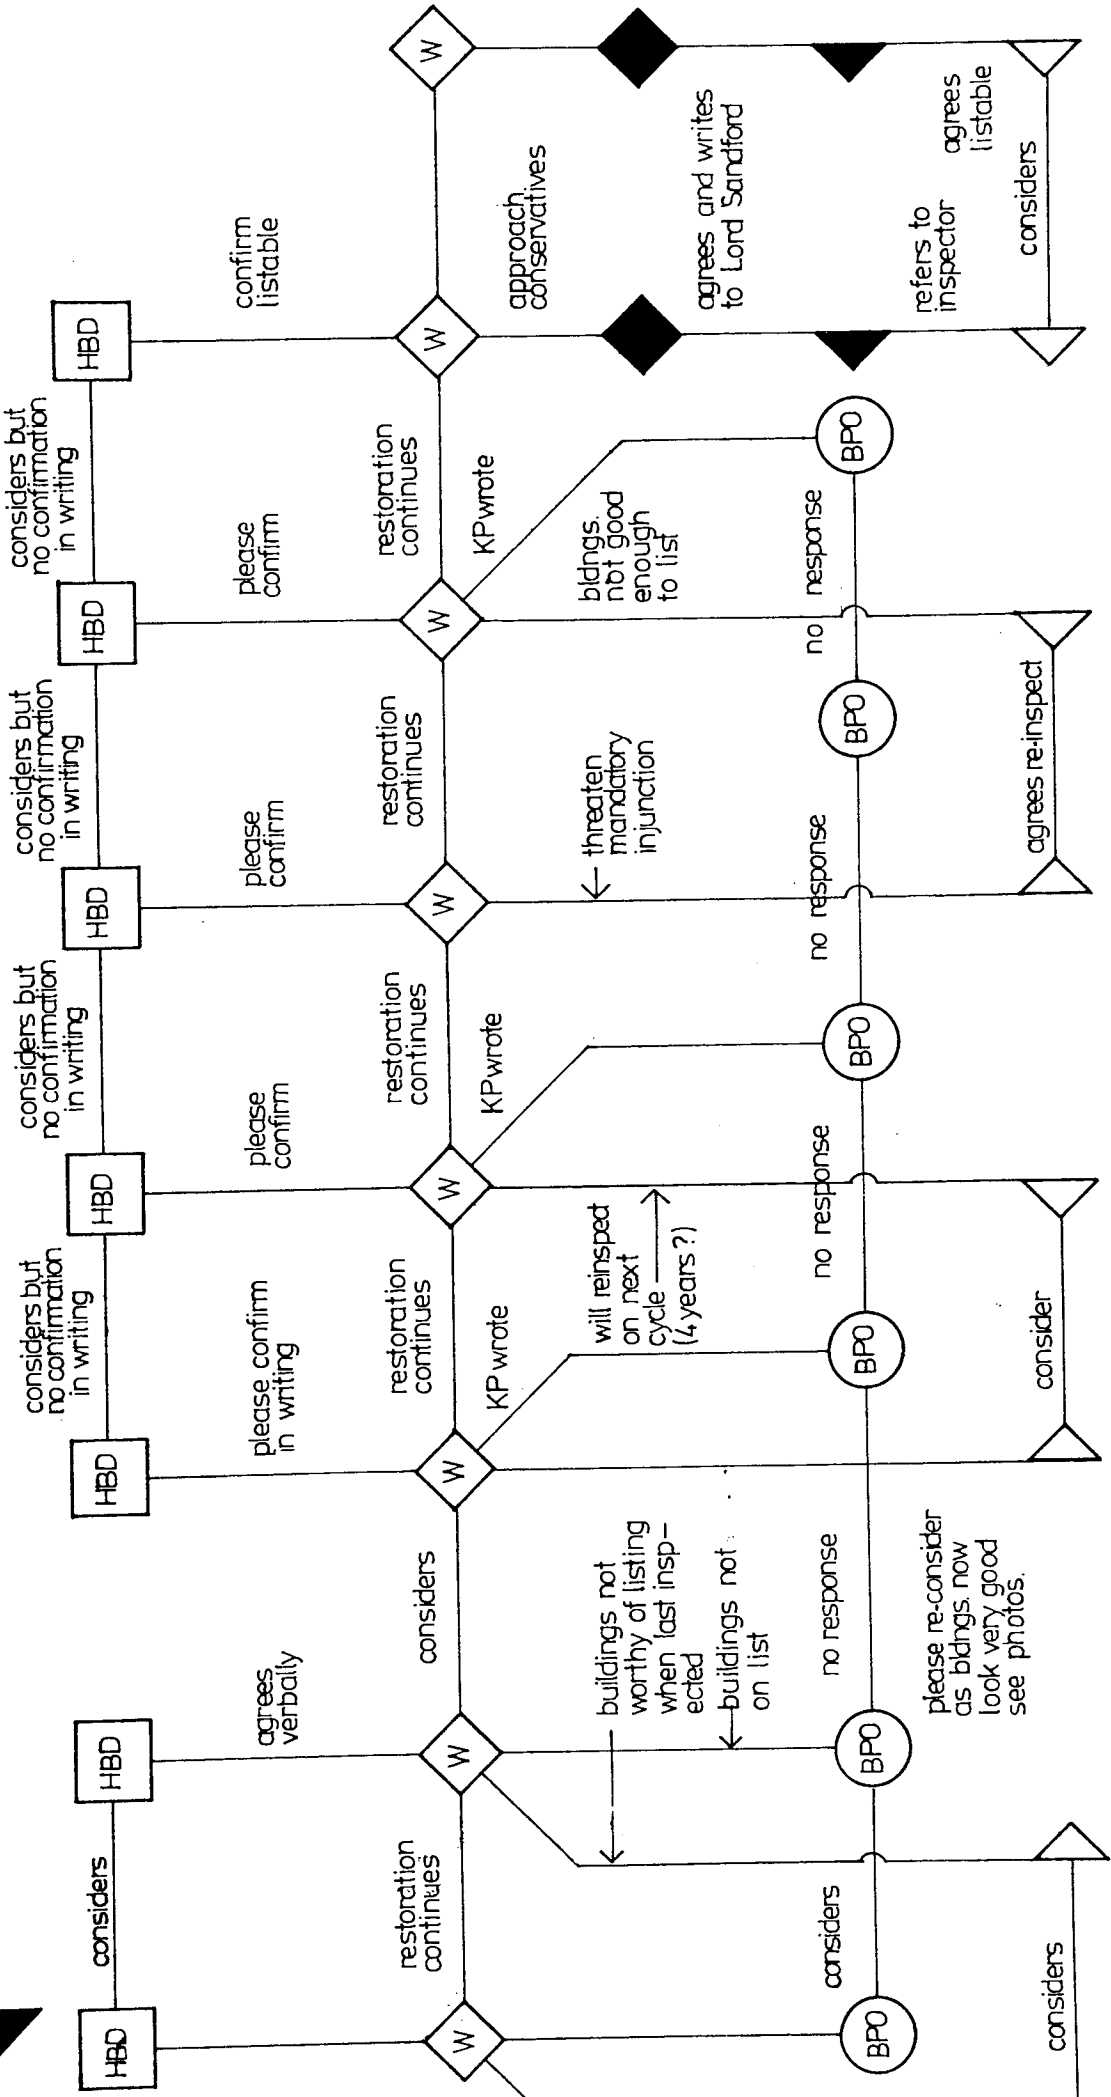 considers
considers but
no confirmation
in writing
considers but
no confirmation
in writing
considers but
no confirmation
in writing
considers but
no confirmation
in writing
HBD
HBD
HBD
HBD
HBD
HBD
HBD
agrees
verbally
please confirm
in writing
please
confirm
please
confirm
please
confirm
confirm
listable
restoration
continues
considers
restoration
continues
restoration
continues
restoration
continues
restoration
continues
W
W
W
W
W
W
W
W
KP wrote
KP wrote
KP wrote
approach
conservatives
buildings not
worthy of listing
when last insp-
ected
buildings not
on list
will reinsped
on next
cycle
(4 years?)
threaten
mandatory
injunction
bldngs.
not good
enough
to list
agrees and writes
to Lord Sandford
considers
no response
no response
no response
no response
BPO
BPO
BPO
BPO
BPO
BPO
please re-consider
as bldngs. now
look very good
see photos.
refers to
inspector
agrees
listable
considers
consider
agrees re-inspect
considers